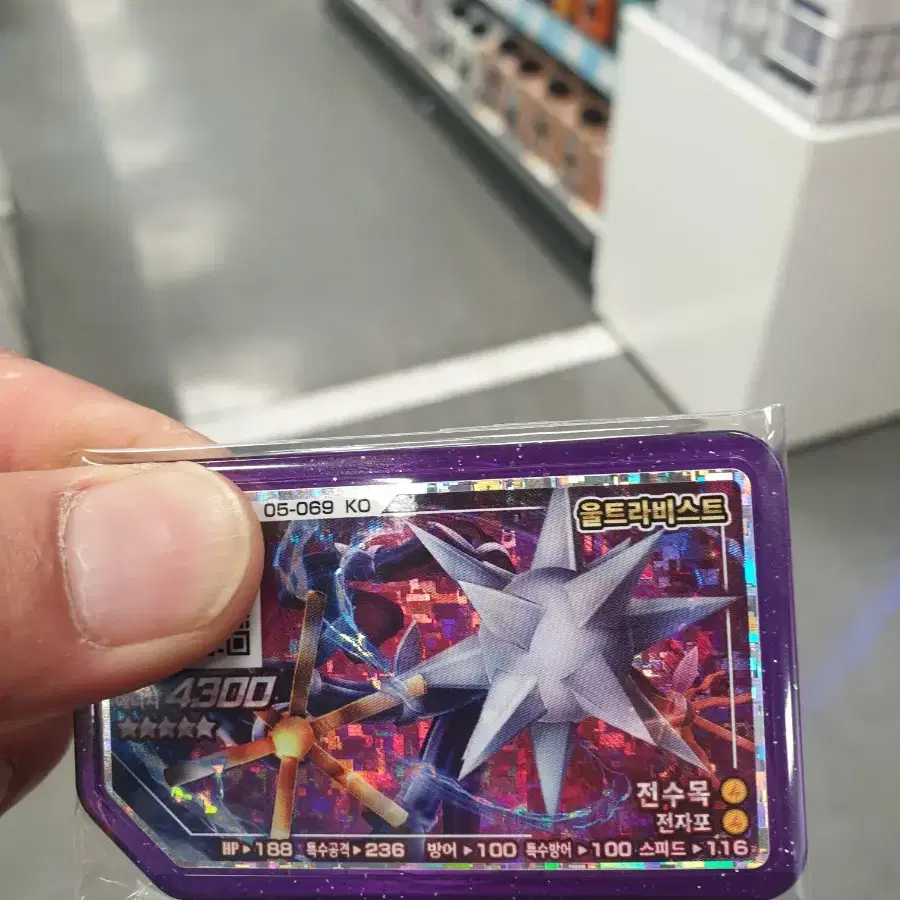 05-069 KO
울트라비스트
4300
전수목
전자포
HP▶188 특수공격▶236 방어▶100 특수방어▶100 스피드▶116